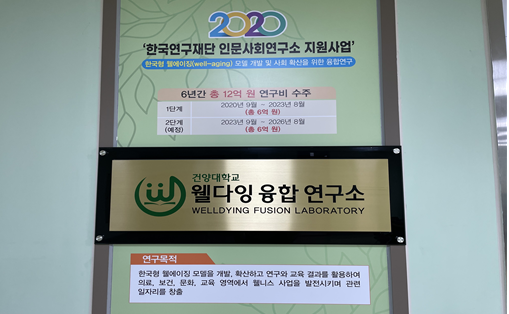 2020
'한국연구재단 인문사회연구소 지원사업'
한국형 웰에이징(well-aging) 모델 개발 및 사회 확산을 위한 융합연구
6년간 총 12억 원 연구비 수주
1단계 2020년 9월 ~ 2023년 8월
(총 6억 원)
2단계 2023년 9월 ~ 2026년 8월
(예정) (총 6억 원)
건양대학교
웰다잉 융합 연구소
WELLDYING FUSION LABORATORY
연구목적
한국형 웰에이징 모델을 개발, 확산하고 연구와 교육 결과를 활용하여
의료, 보건, 문화, 교육 영역에서 웰니스 사업을 발전시키며 관련
일자리를 창출